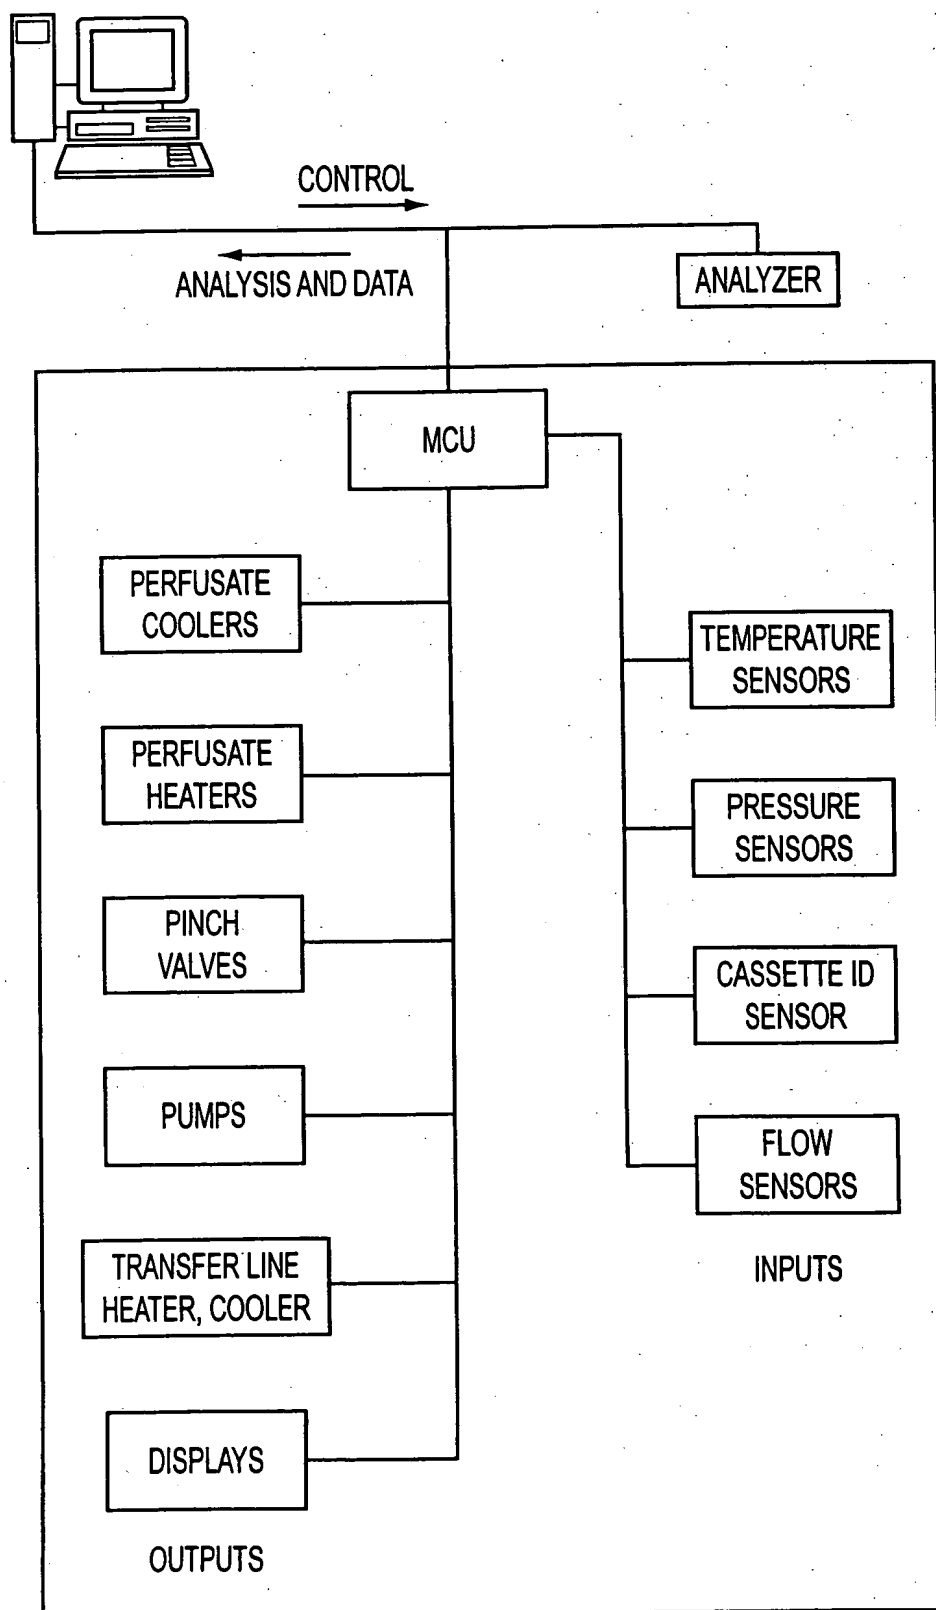 CONTROL
ANALYSIS AND DATA
ANALYZER
MCU
PERFUSATE
COOLERS
PERFUSATE
HEATERS
PINCH
VALVES
PUMPS
TRANSFER LINE
HEATER, COOLER
DISPLAYS
OUTPUTS
TEMPERATURE
SENSORS
PRESSURE
SENSORS
CASSETTE ID
SENSOR
FLOW
SENSORS
INPUTS